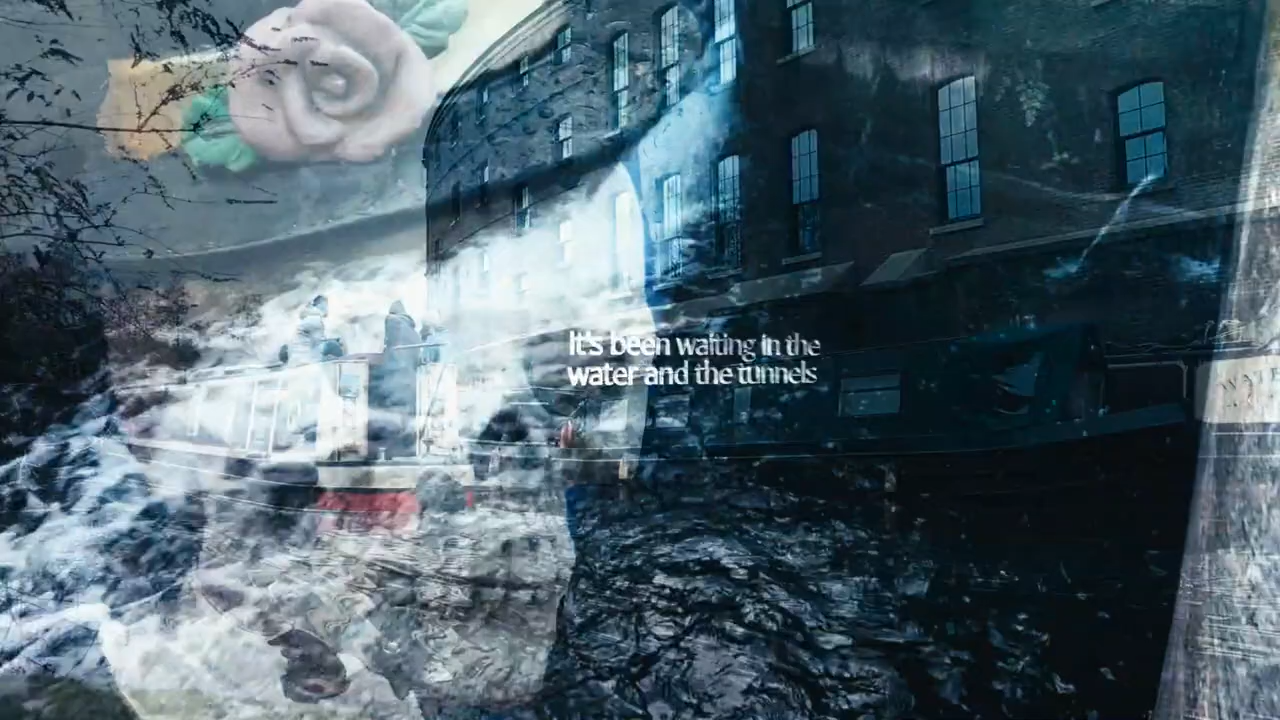 It's been waiting in the
water and the tunnels